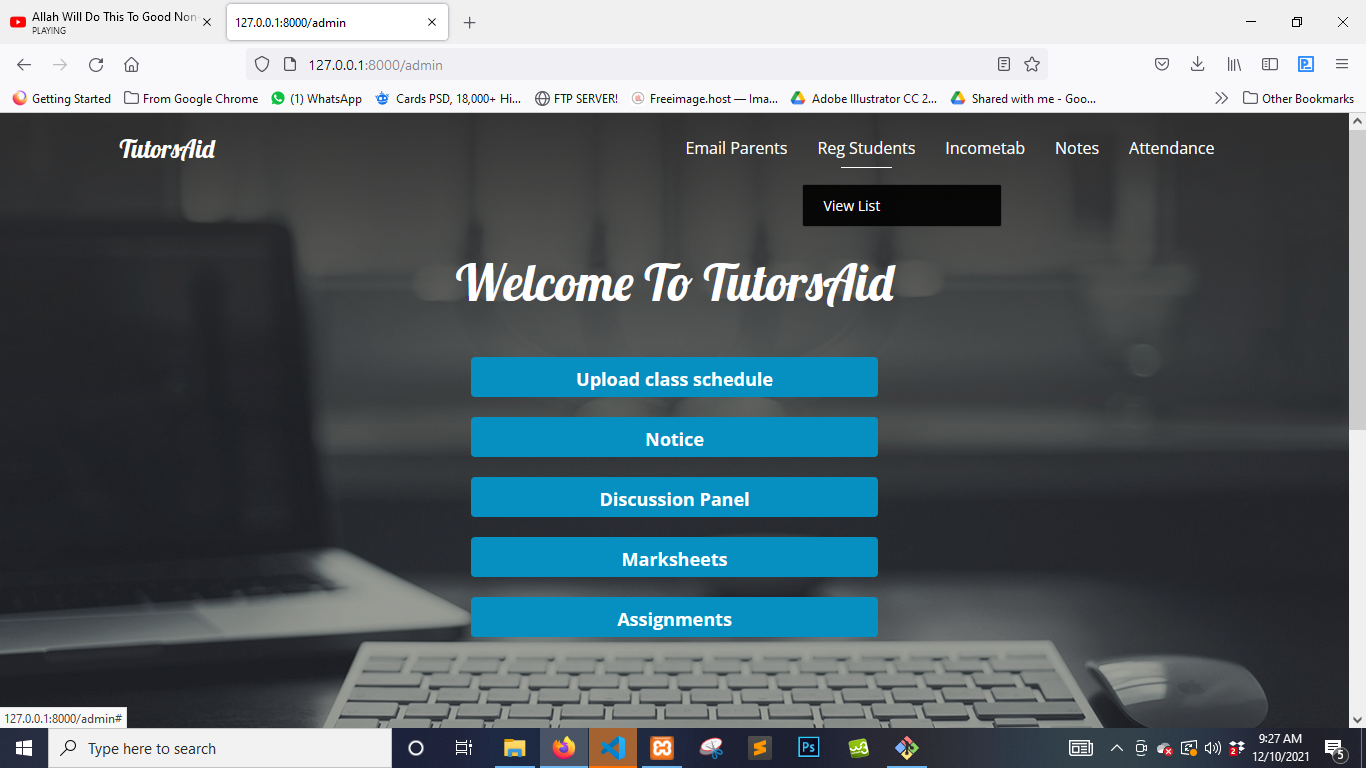 Allah Will Do This To Good Non-
PLAYING
127.0.0.1:8000/admin
127.0.0.1:8000/admin
Getting Started
From Google Chrome
(1) WhatsApp
Cards PSD, 18,000+ Hi...
FTP SERVER!
Freeimage.host — Ima...
Adobe Illustrator CC 2...
Shared with me - Goo...
Other Bookmarks
TutorsAid
Email Parents
Reg Students
Incometab
Notes
Attendance
View List
Welcome To TutorsAid
Upload class schedule
Notice
Discussion Panel
Marksheets
Assignments
127.0.0.1:8000/admin#
Type here to search
Ps
2
9:27 AM
12/10/2021
5